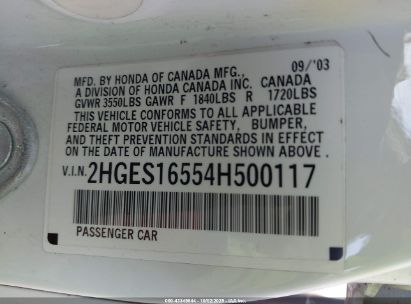 09/'03
MFD. BY HONDA OF CANADA MFG.,
A DIVISION OF HONDA CANADA INC. CANADA
GVWR 3550LBS GAWR F 1840LBS R 1720LBS
THIS VEHICLE CONFORMS TO ALL APPLICABLE
FEDERAL MOTOR VEHICLE SAFETY, BUMPER,
AND THEFT PREVENTION STANDARDS IN EFFECT
ON THE DATE OF MANUFACTURE SHOWN ABOVE.
V.I.N. 2HGES16554H500117
PASSENGER CAR